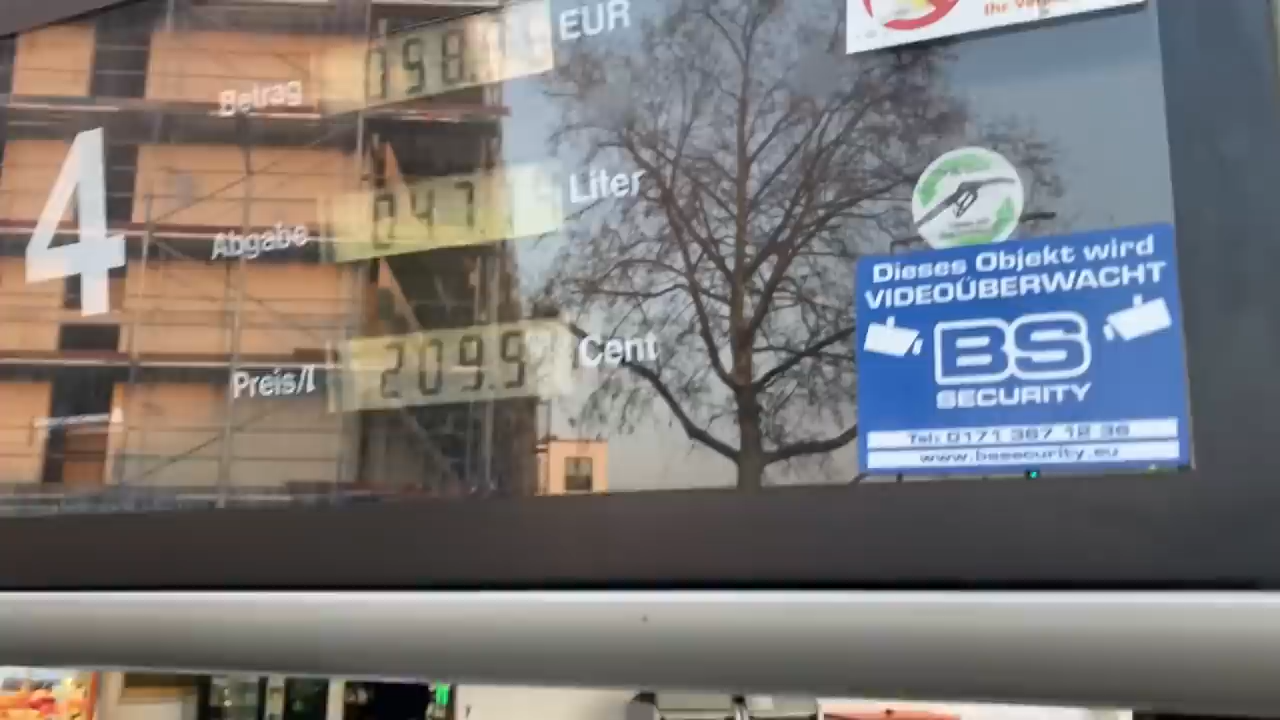 EUR
Betrag
4
Liter
Abgabe
209.9
Cent
Preis/l
Dieses Objekt wird
VIDEOÜBERWACHT
BS
SECURITY
Tel: 0171 367 12 36
www.bssecurity.eu